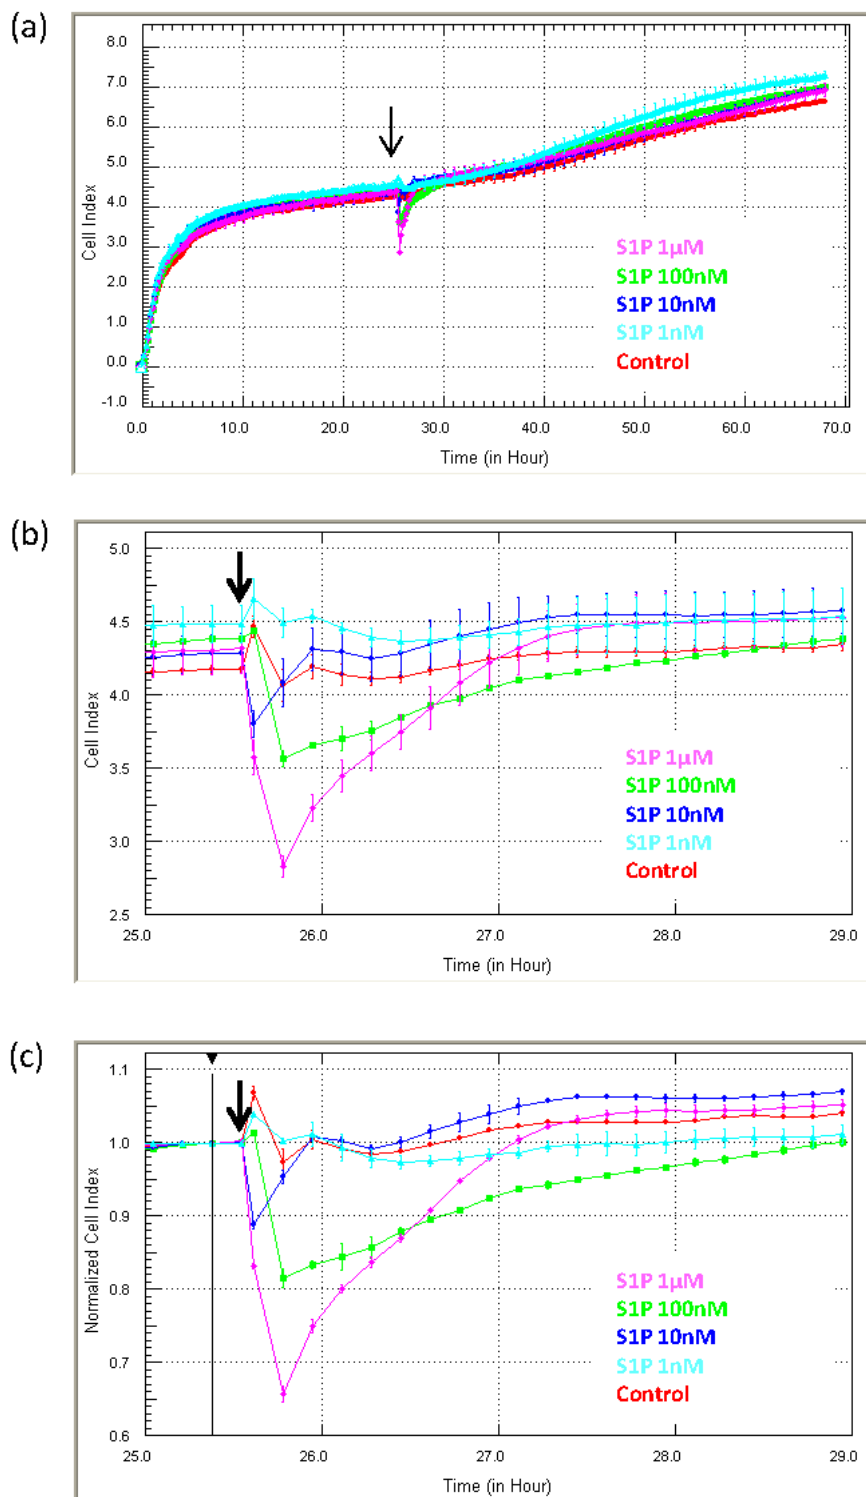 (a)
8.0
7.0
6.0
5.0
4.0
3.0
2.0
1.0
0.0
-1.0
Cell Index
S1P 1µM
S1P 100nM
S1P 10nM
S1P 1nM
Control
0.0 10.0 20.0 30.0 40.0 50.0 60.0 70.0
Time (in Hour)
(b)
5.0
4.5
4.0
3.5
3.0
2.5
Cell Index
S1P 1µM
S1P 100nM
S1P 10nM
S1P 1nM
Control
25.0 26.0 27.0 28.0 29.0
Time (in Hour)
(c)
1.1
1.0
0.9
0.8
0.7
0.6
Normalized Cell Index
S1P 1µM
S1P 100nM
S1P 10nM
S1P 1nM
Control
25.0 26.0 27.0 28.0 29.0
Time (in Hour)